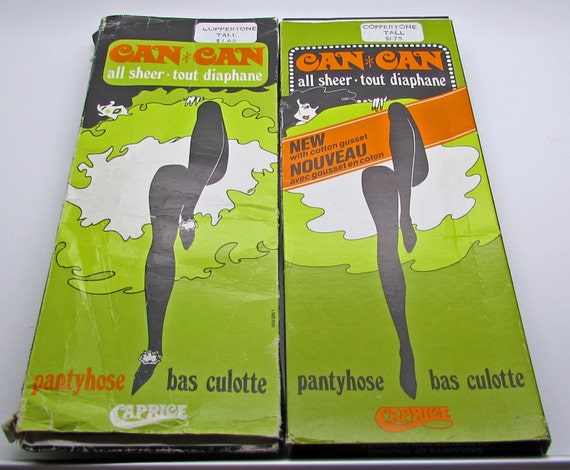 COPPERTONE
TALL
$1.65
CAN*CAN
all sheer · tout diaphane
pantyhose bas culotte
CAPRICE
COPPERTONE
TALL
$1.75
CAN*CAN
all sheer · tout diaphane
NEW
with cotton gusset
NOUVEAU
avec gousset en coton
pantyhose bas culotte
CAPRICE